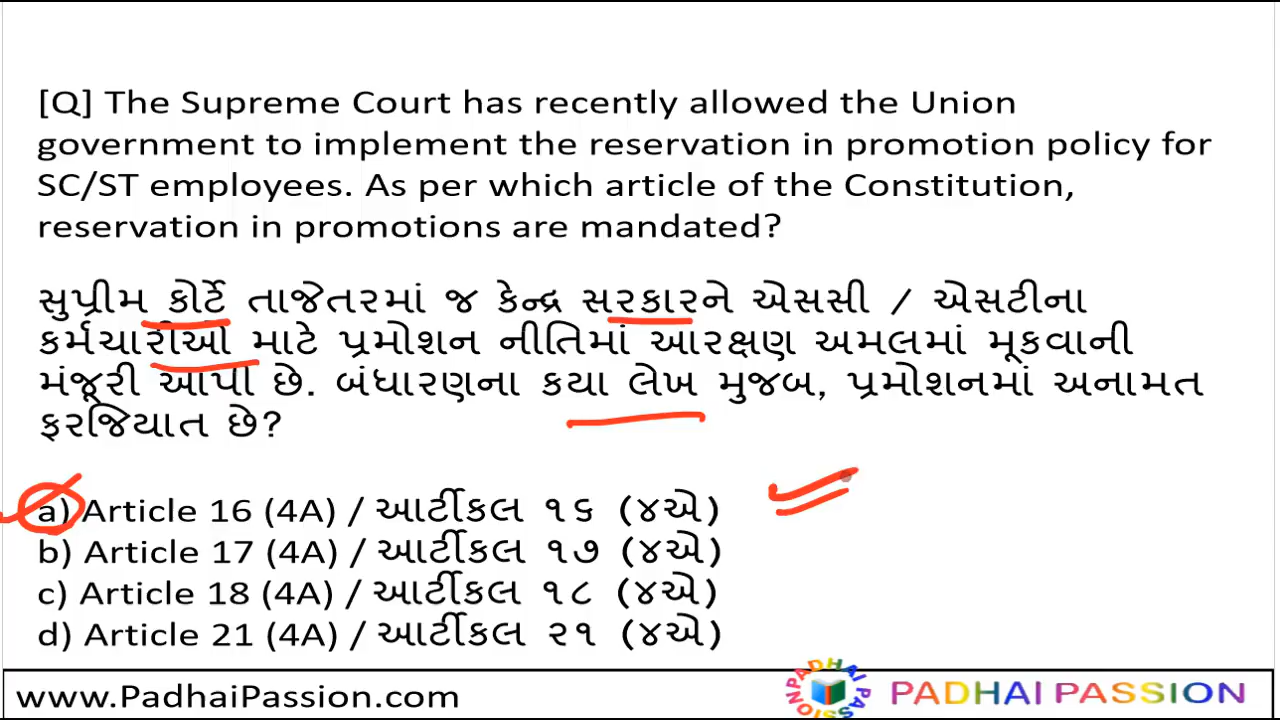 [Q] The Supreme Court has recently allowed the Union
government to implement the reservation in promotion policy for
SC/ST employees. As per which article of the Constitution,
reservation in promotions are mandated?
સુપ્રીમ કોર્ટે તાજેતરમાં જ કેન્દ્ર સરકારને એસસી / એસટીના
કર્મચારીઓ માટે પ્રમોશન નીતિમાં આરક્ષણ અમલમાં મૂકવાની
મંજૂરી આપી છે. બંધારણના કયા લેખ મુજબ, પ્રમોશનમાં અનામત
ફરજિયાત છે?
a) Article 16 (4A) / આર્ટીકલ ૧૬ (૪એ)
b) Article 17 (4A) / આર્ટીકલ ૧૭ (૪એ)
c) Article 18 (4A) / આર્ટીકલ ૧૮ (૪એ)
d) Article 21 (4A) / આર્ટીકલ ૨૧ (૪એ)
www.PadhaiPassion.com
PADHAI PASSION
PADHAI PASSION